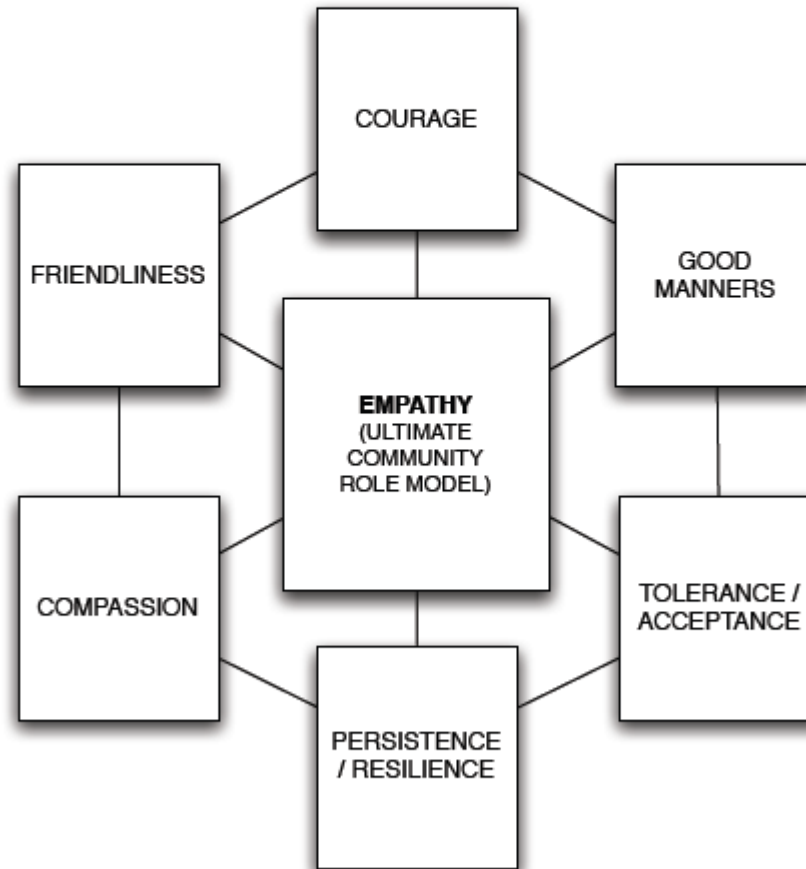 COURAGE
FRIENDLINESS
GOOD
MANNERS
EMPATHY
(ULTIMATE
COMMUNITY
ROLE MODEL)
COMPASSION
TOLERANCE /
ACCEPTANCE
PERSISTENCE
/ RESILIENCE